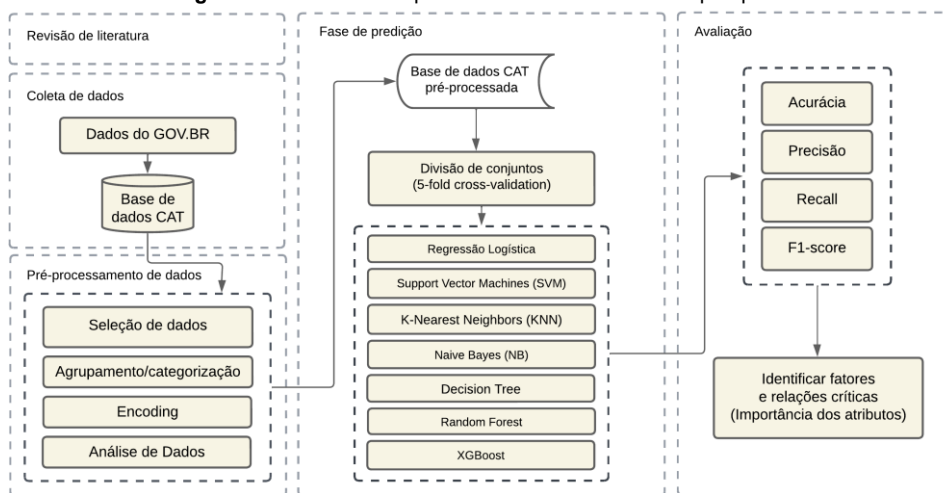 Revisão de literatura
Coleta de dados
Dados do GOV.BR
Base de
dados CAT
Pré-processamento de dados
Seleção de dados
Agrupamento/categorização
Encoding
Análise de Dados
Fase de predição
Base de dados CAT
pré-processada
Divisão de conjuntos
(5-fold cross-validation)
Regressão Logística
Support Vector Machines (SVM)
K-Nearest Neighbors (KNN)
Naive Bayes (NB)
Decision Tree
Random Forest
XGBoost
Avaliação
Acurácia
Precisão
Recall
F1-score
Identificar fatores
e relações críticas
(Importância dos atributos)